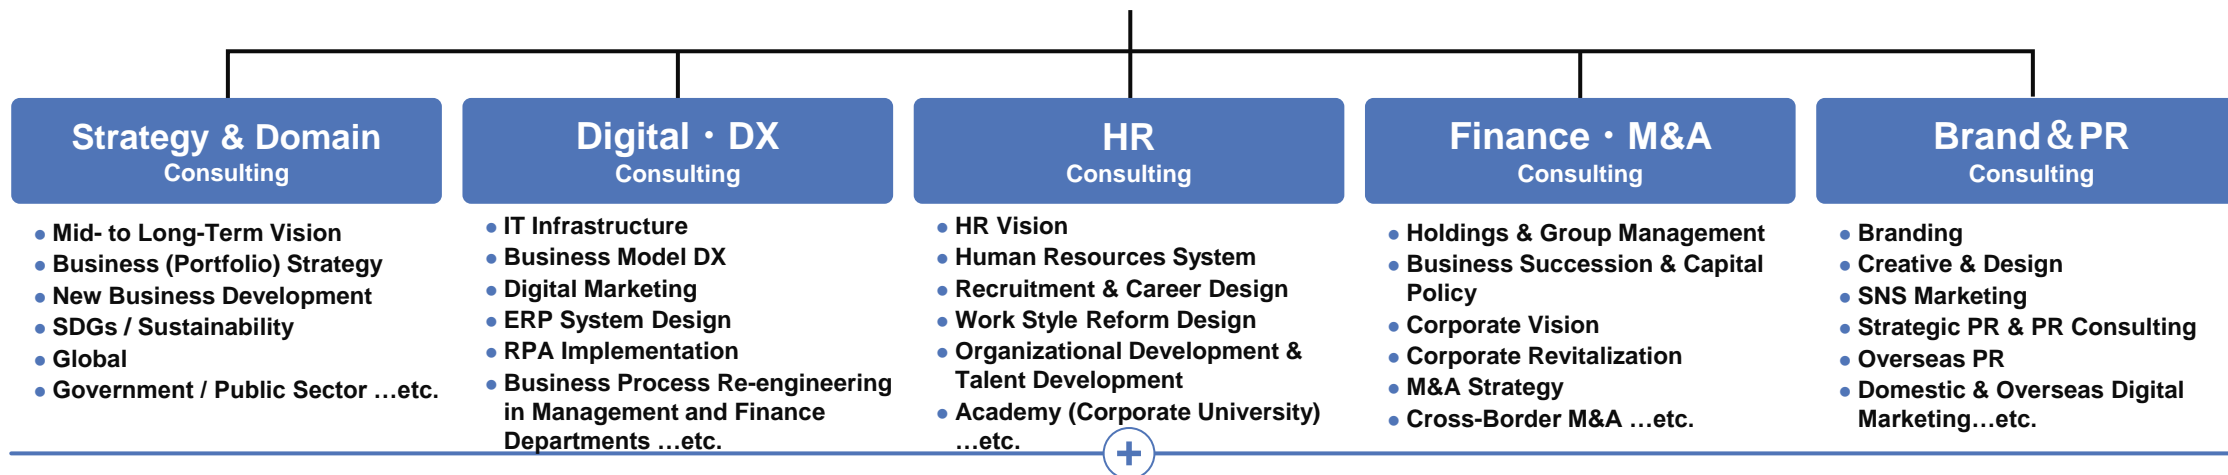 Strategy & Domain
Consulting
● Mid- to Long-Term Vision
● Business (Portfolio) Strategy
● New Business Development
● SDGs / Sustainability
● Global
● Government / Public Sector …etc.
Digital・DX
Consulting
● IT Infrastructure
● Business Model DX
● Digital Marketing
● ERP System Design
● RPA Implementation
● Business Process Re-engineering
in Management and Finance
Departments …etc.
HR
Consulting
● HR Vision
● Human Resources System
● Recruitment & Career Design
● Work Style Reform Design
● Organizational Development &
Talent Development
● Academy (Corporate University)
…etc.
Finance・M&A
Consulting
● Holdings & Group Management
● Business Succession & Capital
Policy
● Corporate Vision
● Corporate Revitalization
● M&A Strategy
● Cross-Border M&A …etc.
Brand＆PR
Consulting
● Branding
● Creative & Design
● SNS Marketing
● Strategic PR & PR Consulting
● Overseas PR
● Domestic & Overseas Digital
Marketing…etc.
+